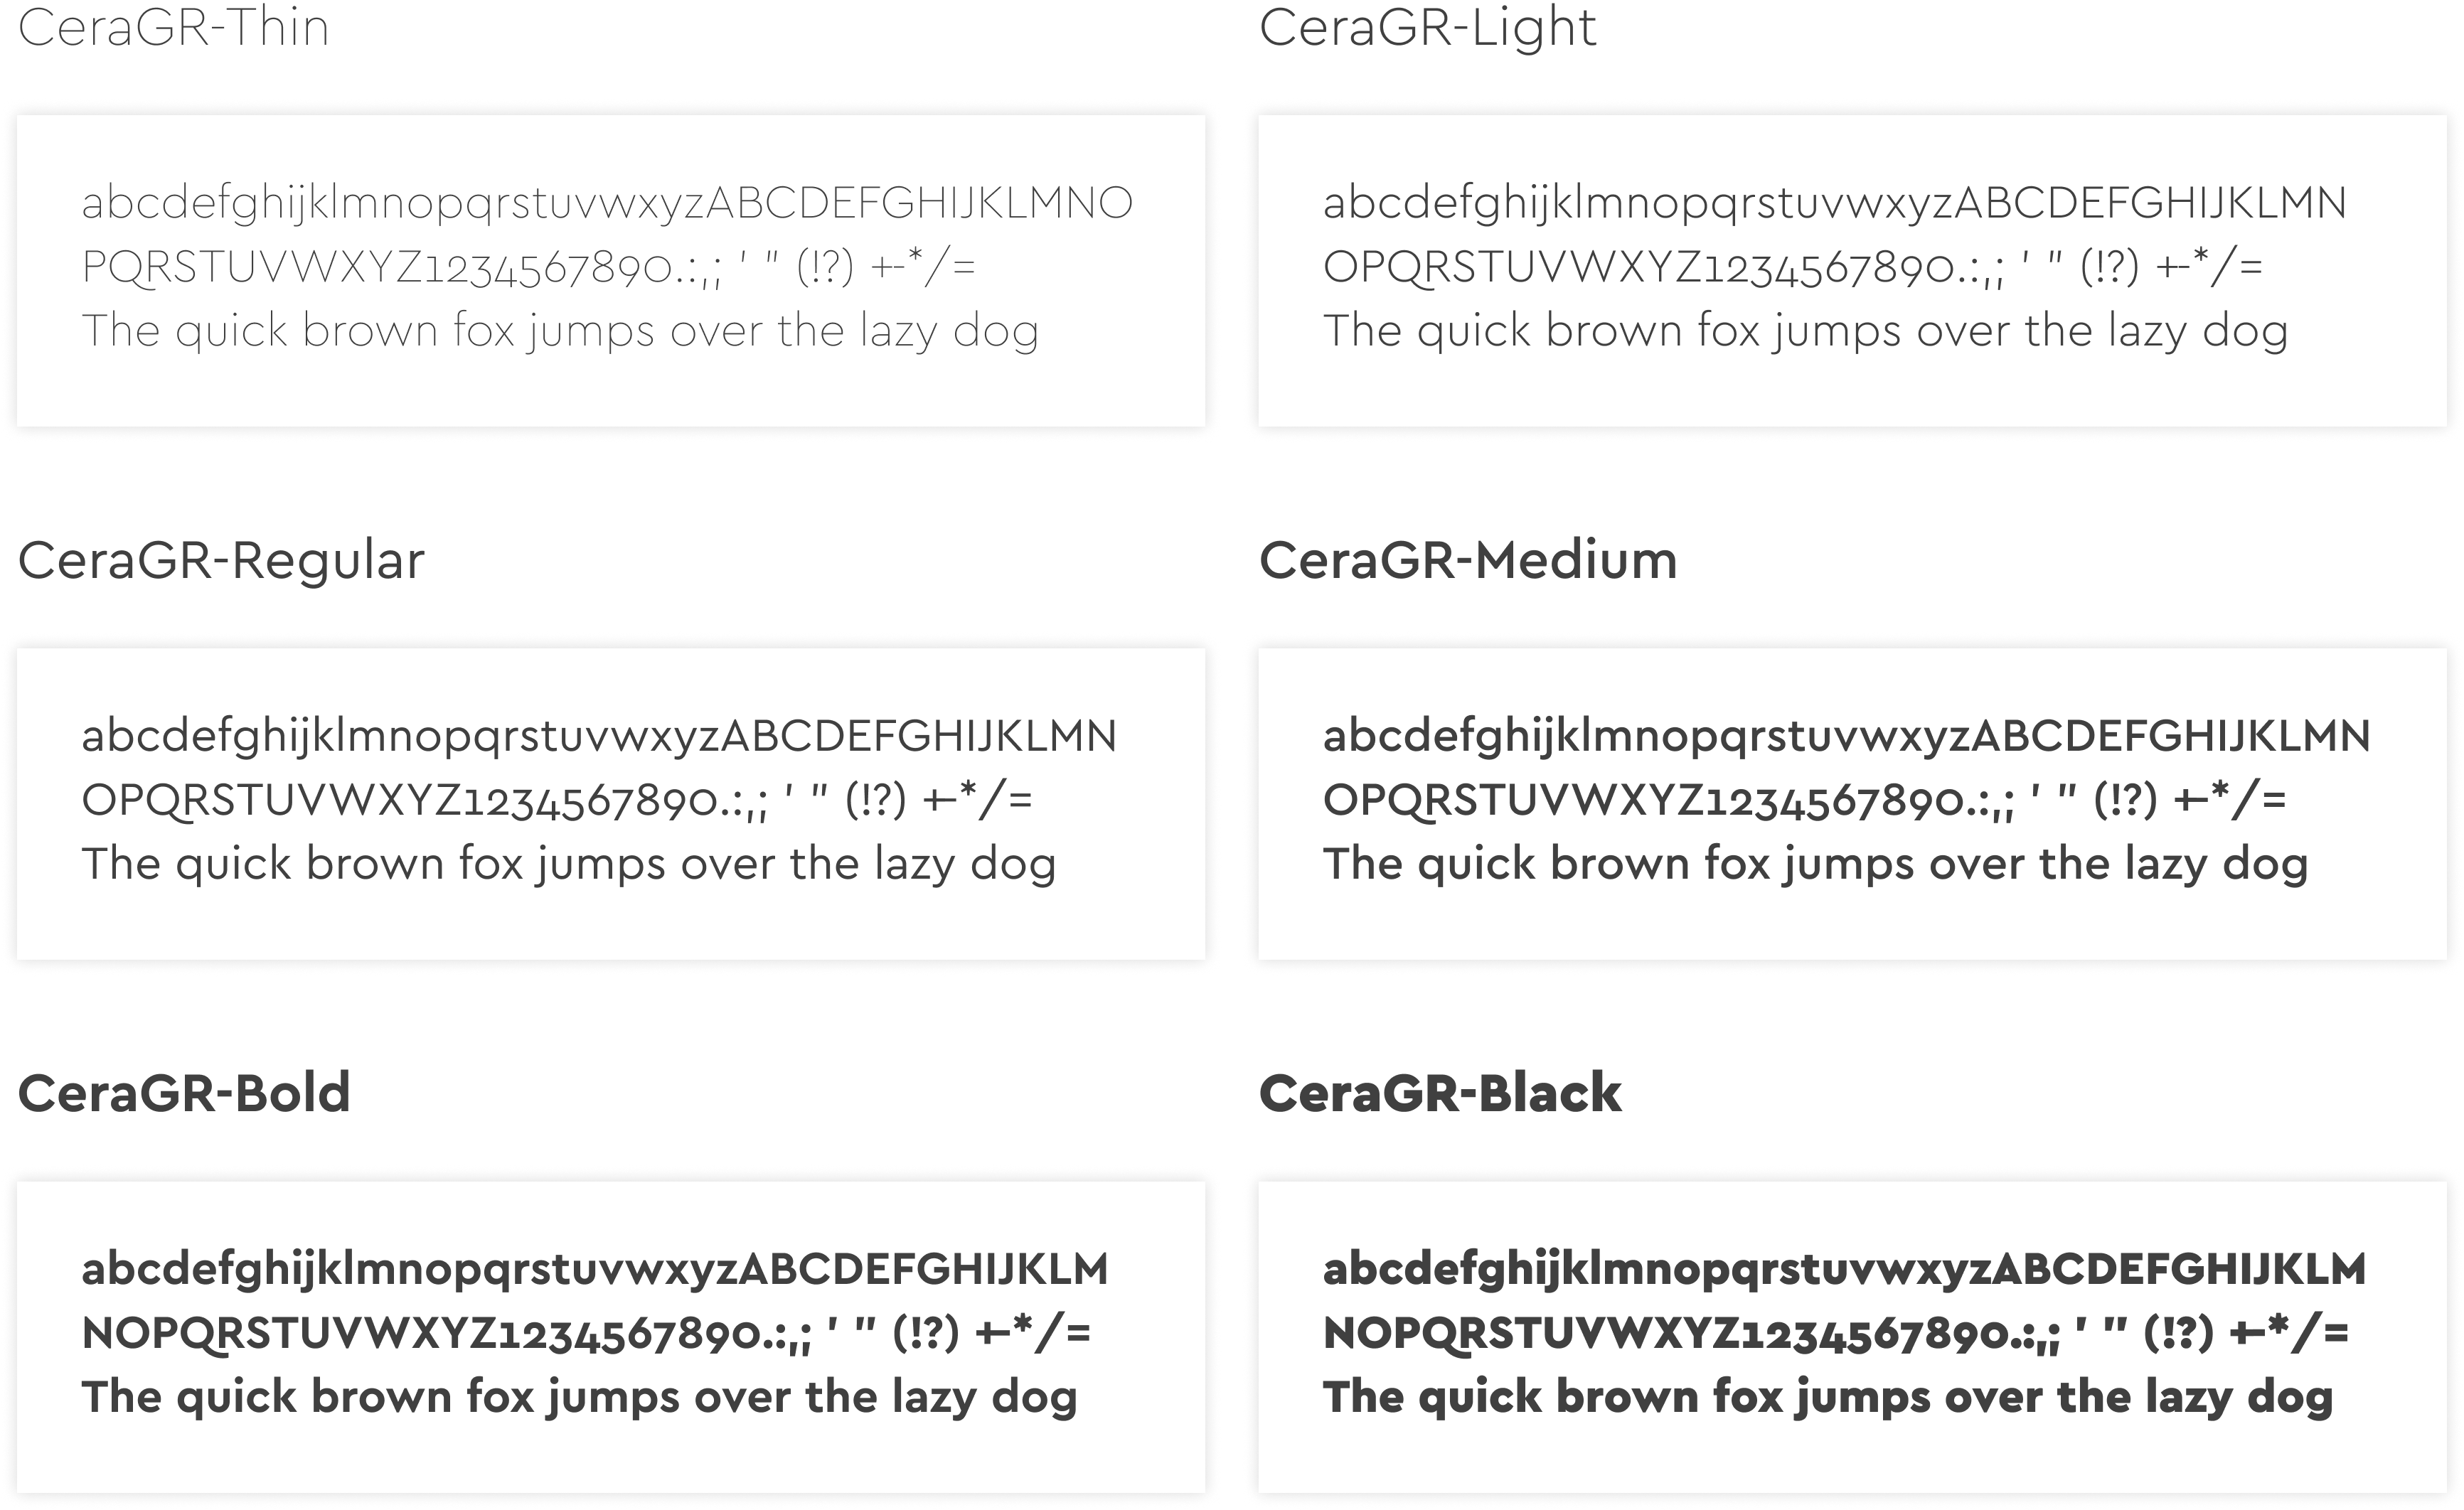 CeraGR-Thin
abcdefghijklmnopqrstuvwxyzABCDEFGHIJKLMNO
PQRSTUVWXYZ1234567890.:,; ' " (!?) +-*/=
The quick brown fox jumps over the lazy dog
CeraGR-Light
abcdefghijklmnopqrstuvwxyzABCDEFGHIJKLMN
OPQRSTUVWXYZ1234567890.:,; ' " (!?) +-*/=
The quick brown fox jumps over the lazy dog
CeraGR-Regular
abcdefghijklmnopqrstuvwxyzABCDEFGHIJKLMN
OPQRSTUVWXYZ1234567890.:,; ' " (!?) +-*/=
The quick brown fox jumps over the lazy dog
CeraGR-Medium
abcdefghijklmnopqrstuvwxyzABCDEFGHIJKLMN
OPQRSTUVWXYZ1234567890.:,; ' " (!?) +-*/=
The quick brown fox jumps over the lazy dog
CeraGR-Bold
abcdefghijklmnopqrstuvwxyzABCDEFGHIJKLM
NOPQRSTUVWXYZ1234567890.:,; ' " (!?) +-*/=
The quick brown fox jumps over the lazy dog
CeraGR-Black
abcdefghijklmnopqrstuvwxyzABCDEFGHIJKLM
NOPQRSTUVWXYZ1234567890.:,; ' " (!?) +-*/=
The quick brown fox jumps over the lazy dog